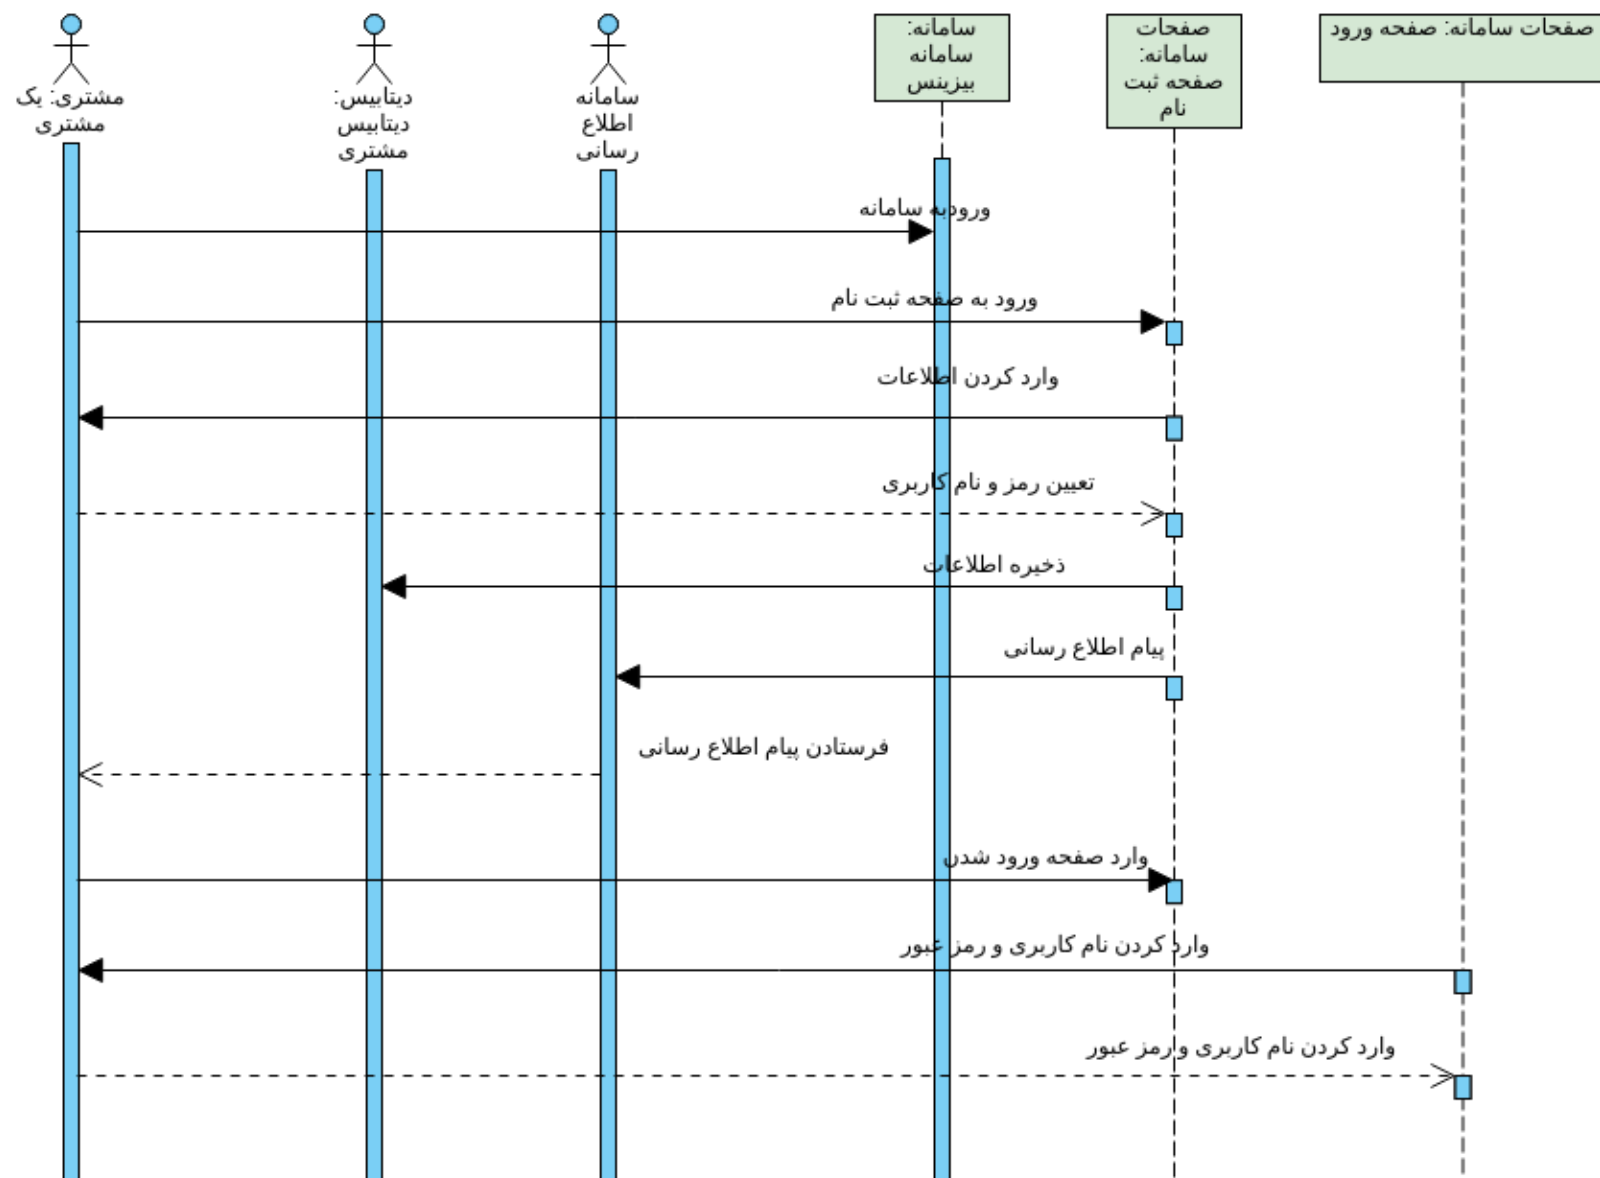 مشتری: یک
مشتری
دیتابیس:
دیتابیس
مشتری
سامانه
اطلاع
رسانی
سامانه:
سامانه
بیزینس
صفحات
سامانه:
صفحه ثبت
نام
صفحات سامانه: صفحه ورود
ورودبه سامانه
ورود به صفحه ثبت نام
وارد کردن اطلاعات
تعیین رمز و نام کاربری
ذخیره اطلاعات
پیام اطلاع رسانی
فرستادن پیام اطلاع رسانی
وارد صفحه ورود شدن
وارد کردن نام کاربری و رمز عبور
وارد کردن نام کاربری و رمز عبور